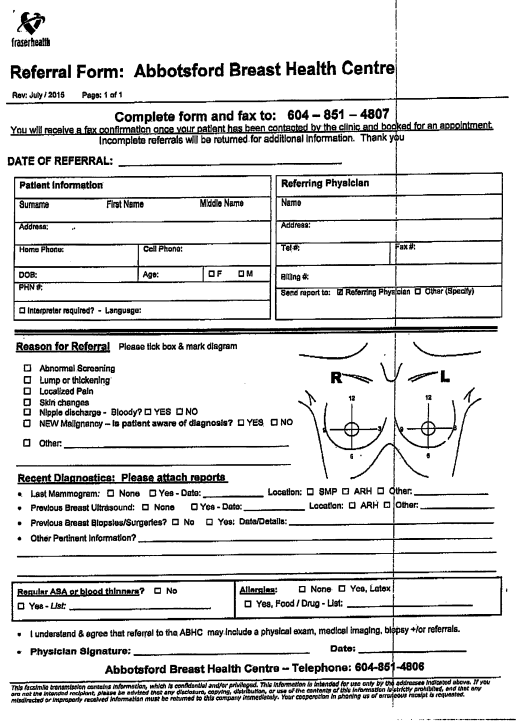 fraserhealth
Referral Form: Abbotsford Breast Health Centre
Rev: July / 2015 Page: 1 of 1
Complete form and fax to: 604 – 851 – 4807
You will receive a fax confirmation once your patient has been contacted by the clinic and booked for an appointment.
Incomplete referrals will be returned for additional information. Thank you
DATE OF REFERRAL:
Patient Information
Surname First Name Middle Name
Address:
Home Phone: Cell Phone:
DOB: Age: ☐ F ☐ M
PHN #:
☐ Interpreter required? - Language:
Referring Physician
Name
Address:
Tel #: Fax #:
Billing #:
Send report to: ☑ Referring Physician ☐ Other (Specify)
Reason for Referral Please tick box & mark diagram
☐ Abnormal Screening
☐ Lump or thickening
☐ Localized Pain
☐ Skin changes
☐ Nipple discharge - Bloody? ☐ YES ☐ NO
☐ NEW Malignancy – is patient aware of diagnosis? ☐ YES ☐ NO
☐ Other:
R L
12 12
9 3 9 3
6 6
Recent Diagnostics: Please attach reports
• Last Mammogram: ☐ None ☐ Yes - Date: Location: ☐ SMP ☐ ARH ☐ Other:
• Previous Breast Ultrasound: ☐ None ☐ Yes - Date: Location: ☐ ARH ☐ Other:
• Previous Breast Biopsies/Surgeries? ☐ No ☐ Yes: Date/Details:
• Other Pertinent Information?
Regular ASA or blood thinners? ☐ No
☐ Yes - List:
Allergies: ☐ None ☐ Yes, Latex
☐ Yes, Food / Drug - List:
• I understand & agree that referral to the ABHC may include a physical exam, medical imaging, biopsy +/or referrals.
• Physician Signature: Date:
Abbotsford Breast Health Centre – Telephone: 604-851-4806
This facsimile transmission contains information, which is confidential and/or privileged. This information is intended for use only by the addresses indicated above. If you
are not the intended recipient, please be advised that any disclosure, copying, distribution, or use of the contents of this information is strictly prohibited, and that any
misdirected or improperly received information must be returned to this company immediately. Your cooperation in phoning us of erroneous receipt is requested.